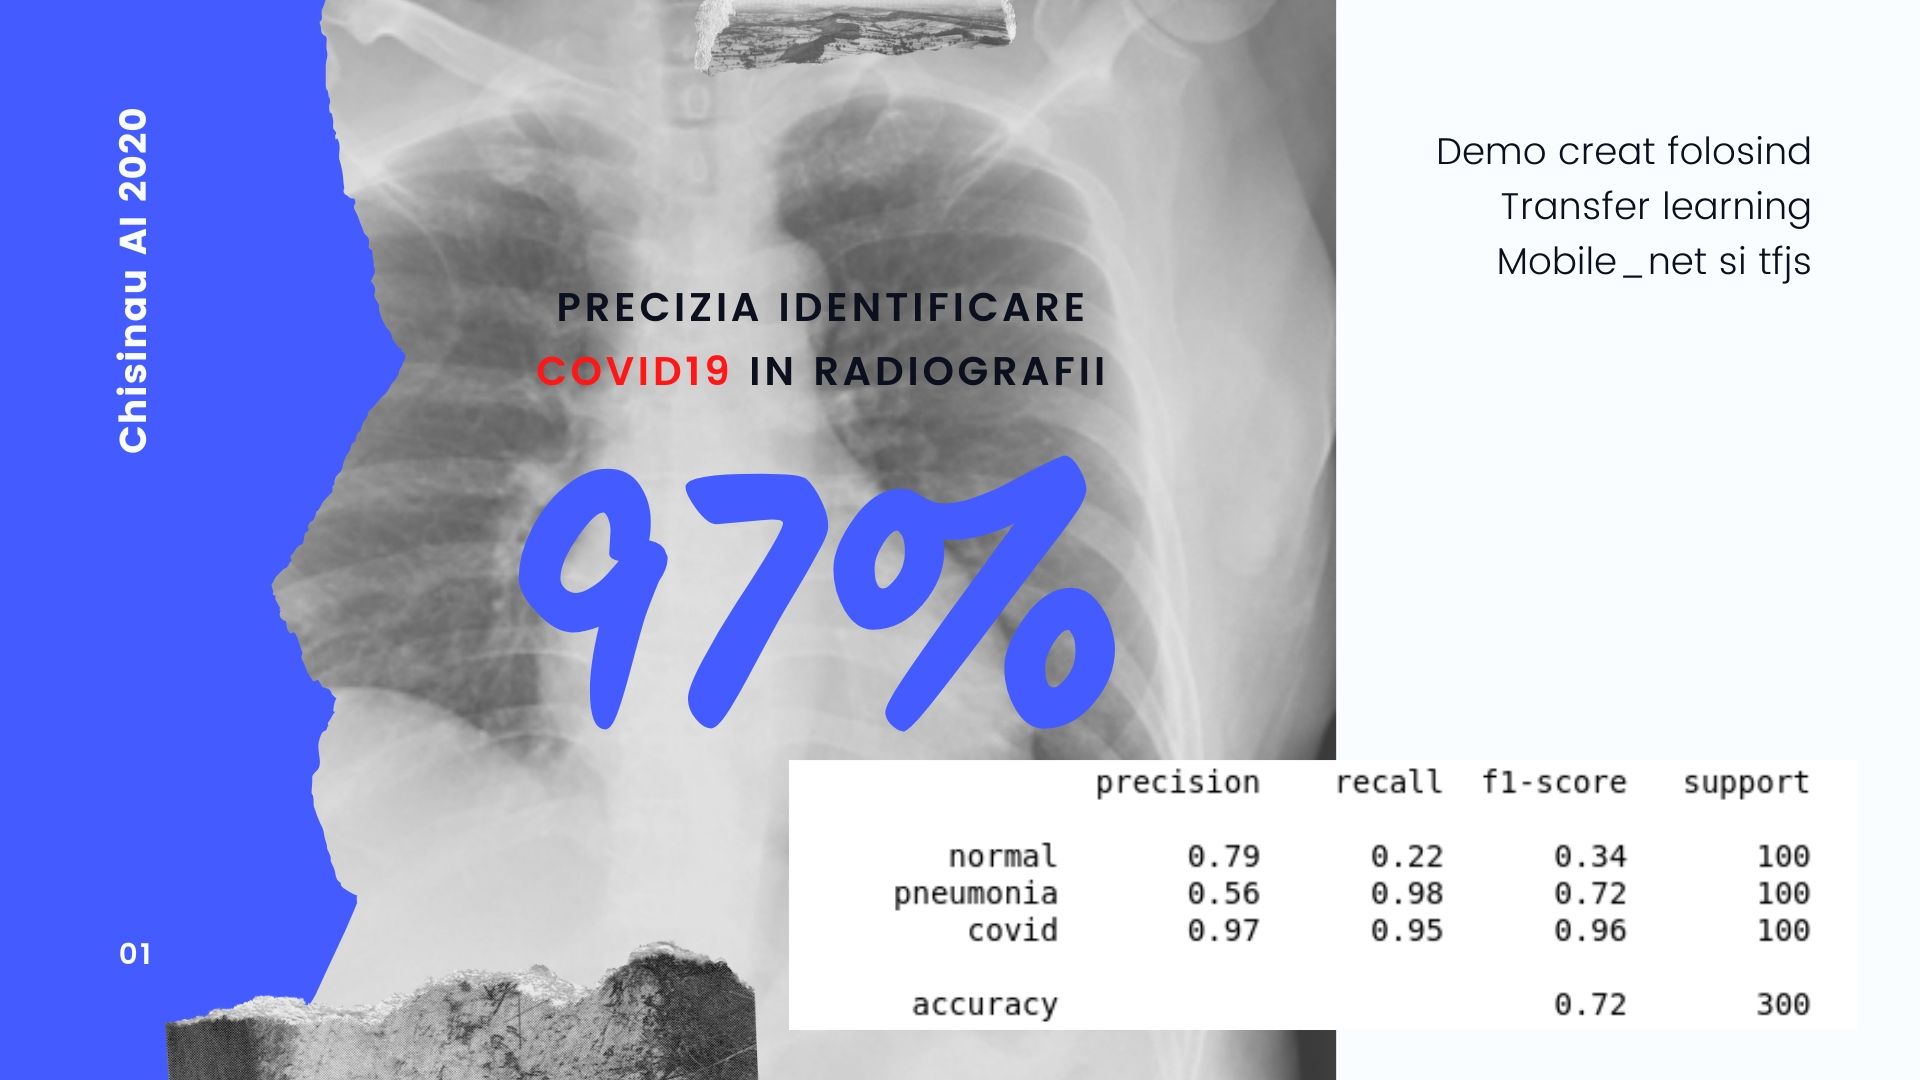 Chisinau AI 2020
Demo creat folosind
Transfer learning
Mobile_net si tfjs
PRECIZIA IDENTIFICARE
COVID19 IN RADIOGRAFII
97%
precision recall f1-score support
normal 0.79 0.22 0.34 100
pneumonia 0.56 0.98 0.72 100
covid 0.97 0.95 0.96 100
accuracy 0.72 300
01